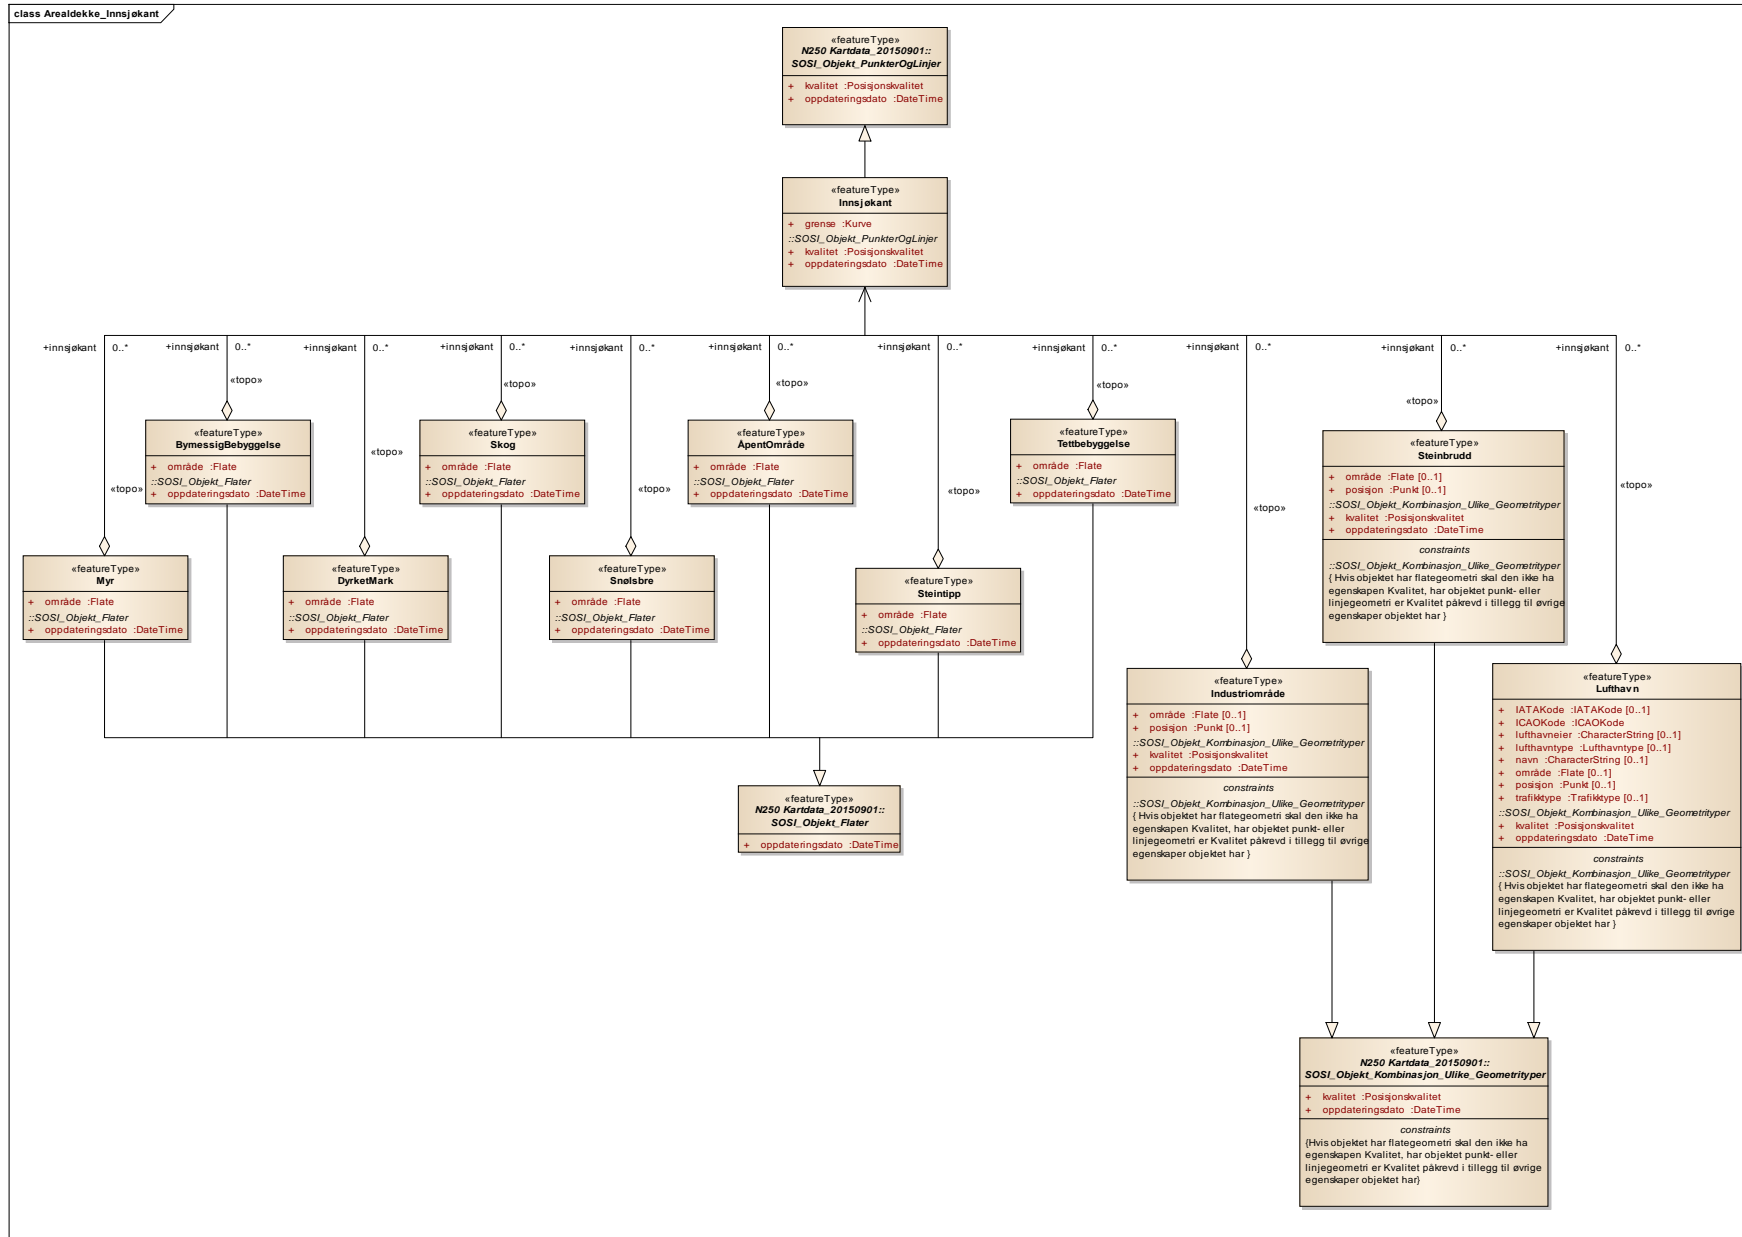 class Arealdekke_Innsjøkant
«featureType»
N250 Kartdata_20150901::
SOSI_Objekt_PunkterOgLinjer
+ kvalitet :Posisjonskvalitet
+ oppdateringsdato :DateTime
«featureType»
Innsjøkant
+ grense :Kurve
::SOSI_Objekt_PunkterOgLinjer
+ kvalitet :Posisjonskvalitet
+ oppdateringsdato :DateTime
+innsjøkant 0..*
+innsjøkant 0..*
+innsjøkant 0..*
+innsjøkant 0..*
+innsjøkant 0..*
+innsjøkant 0..*
+innsjøkant 0..*
+innsjøkant 0..*
+innsjøkant 0..*
+innsjøkant 0..*
+innsjøkant 0..*
«topo»
«topo»
«topo»
«topo»
«topo»
«topo»
«topo»
«topo»
«topo»
«topo»
«topo»
«featureType»
BymessigBebyggelse
+ område :Flate
::SOSI_Objekt_Flater
+ oppdateringsdato :DateTime
«featureType»
Skog
+ område :Flate
::SOSI_Objekt_Flater
+ oppdateringsdato :DateTime
«featureType»
ÅpentOmråde
+ område :Flate
::SOSI_Objekt_Flater
+ oppdateringsdato :DateTime
«featureType»
Tettbebyggelse
+ område :Flate
::SOSI_Objekt_Flater
+ oppdateringsdato :DateTime
«featureType»
Steinbrudd
+ område :Flate [0..1]
+ posisjon :Punkt [0..1]
::SOSI_Objekt_Kombinasjon_Ulike_Geometrityper
+ kvalitet :Posisjonskvalitet
+ oppdateringsdato :DateTime
constraints
::SOSI_Objekt_Kombinasjon_Ulike_Geometrityper
{ Hvis objektet har flategeometri skal den ikke ha
egenskapen Kvalitet, har objektet punkt- eller
linjegeometri er Kvalitet påkrevd i tillegg til øvrige
egenskaper objektet har }
«featureType»
Myr
+ område :Flate
::SOSI_Objekt_Flater
+ oppdateringsdato :DateTime
«featureType»
DyrketMark
+ område :Flate
::SOSI_Objekt_Flater
+ oppdateringsdato :DateTime
«featureType»
SnøIsbre
+ område :Flate
::SOSI_Objekt_Flater
+ oppdateringsdato :DateTime
«featureType»
Steintipp
+ område :Flate
::SOSI_Objekt_Flater
+ oppdateringsdato :DateTime
«featureType»
Industriområde
+ område :Flate [0..1]
+ posisjon :Punkt [0..1]
::SOSI_Objekt_Kombinasjon_Ulike_Geometrityper
+ kvalitet :Posisjonskvalitet
+ oppdateringsdato :DateTime
constraints
::SOSI_Objekt_Kombinasjon_Ulike_Geometrityper
{ Hvis objektet har flategeometri skal den ikke ha
egenskapen Kvalitet, har objektet punkt- eller
linjegeometri er Kvalitet påkrevd i tillegg til øvrige
egenskaper objektet har }
«featureType»
Lufthavn
+ IATAKode :IATAKode [0..1]
+ ICAOKode :ICAOKode
+ lufthavneier :CharacterString [0..1]
+ lufthavntype :Lufthavntype [0..1]
+ navn :CharacterString [0..1]
+ område :Flate [0..1]
+ posisjon :Punkt [0..1]
+ trafikktype :Trafikktype [0..1]
::SOSI_Objekt_Kombinasjon_Ulike_Geometrityper
+ kvalitet :Posisjonskvalitet
+ oppdateringsdato :DateTime
constraints
::SOSI_Objekt_Kombinasjon_Ulike_Geometrityper
{ Hvis objektet har flategeometri skal den ikke ha
egenskapen Kvalitet, har objektet punkt- eller
linjegeometri er Kvalitet påkrevd i tillegg til øvrige
egenskaper objektet har }
«featureType»
N250 Kartdata_20150901::
SOSI_Objekt_Flater
+ oppdateringsdato :DateTime
«featureType»
N250 Kartdata_20150901::
SOSI_Objekt_Kombinasjon_Ulike_Geometrityper
+ kvalitet :Posisjonskvalitet
+ oppdateringsdato :DateTime
constraints
{Hvis objektet har flategeometri skal den ikke ha
egenskapen Kvalitet, har objektet punkt- eller
linjegeometri er Kvalitet påkrevd i tillegg til øvrige
egenskaper objektet har}